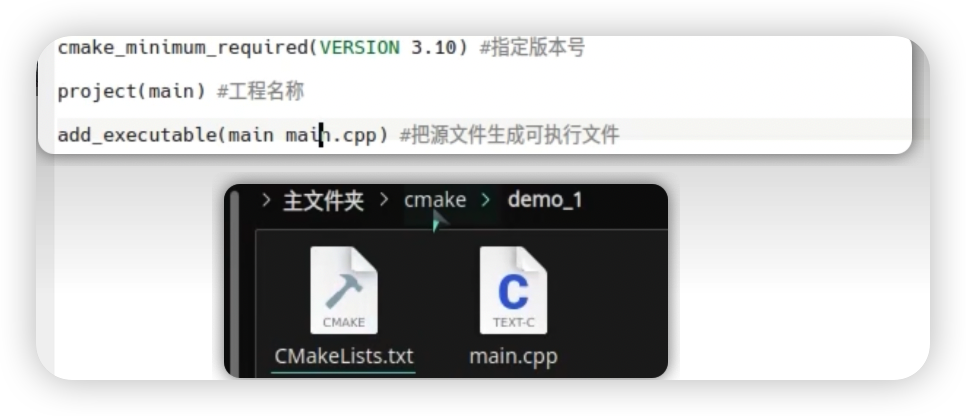 cmake_minimum_required(VERSION 3.10) #指定版本号
project(main) #工程名称
add_executable(main main.cpp) #把源文件生成可执行文件
> 主文件夹 > cmake > demo_1
CMAKE
C
TEXT-C
CMakeLists.txt
main.cpp